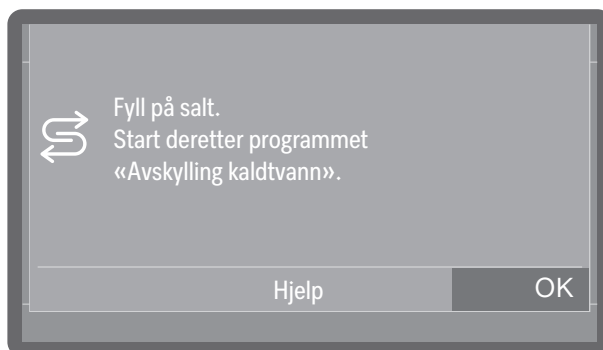 Fyll på salt.
Start deretter programmet
«Avskylling kaldtvann».
Hjelp
OK